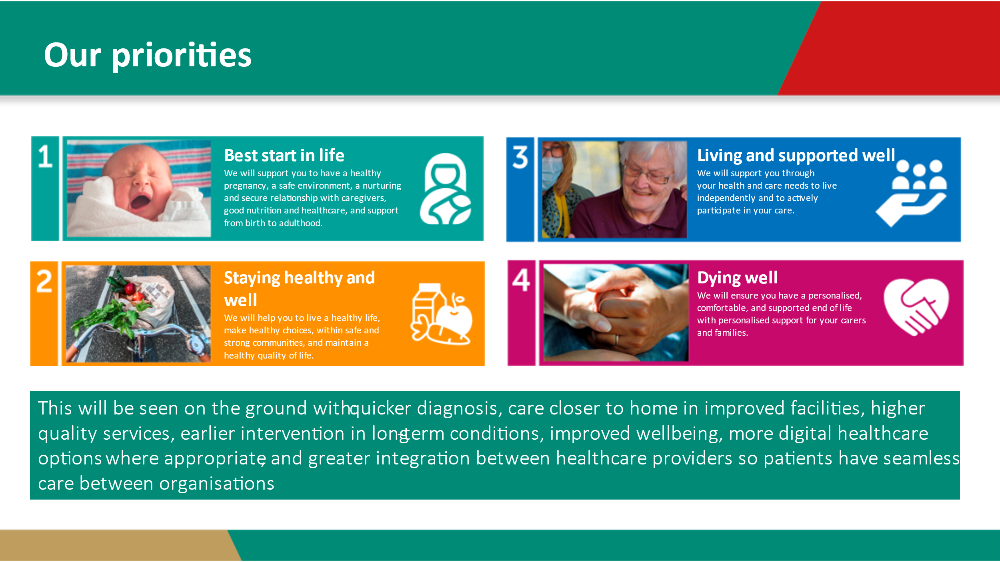 Our priorities
1
Best start in life
We will support you to have a healthy
pregnancy, a safe environment, a nurturing
and secure relationship with caregivers,
good nutrition and healthcare, and support
from birth to adulthood.
2
Staying healthy and
well
We will help you to live a healthy life,
make healthy choices, within safe and
strong communities, and maintain a
healthy quality of life.
3
Living and supported well
We will support you through
your health and care needs to live
independently and to actively
participate in your care.
4
Dying well
We will ensure you have a personalised,
comfortable, and supported end of life
with personalised support for your carers
and families.
This will be seen on the ground with: quicker diagnosis, care closer to home in improved facilities, higher
quality services, earlier intervention in long-term conditions, improved wellbeing, more digital healthcare
options where appropriate, and greater integration between healthcare providers so patients have seamless
care between organisations.